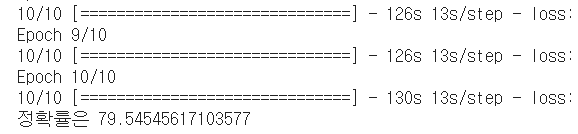 10/10 [==============================] - 126s 13s/step - loss:
Epoch 9/10
10/10 [==============================] - 126s 13s/step - loss:
Epoch 10/10
10/10 [==============================] - 130s 13s/step - loss:
정확률은 79.54545617103577